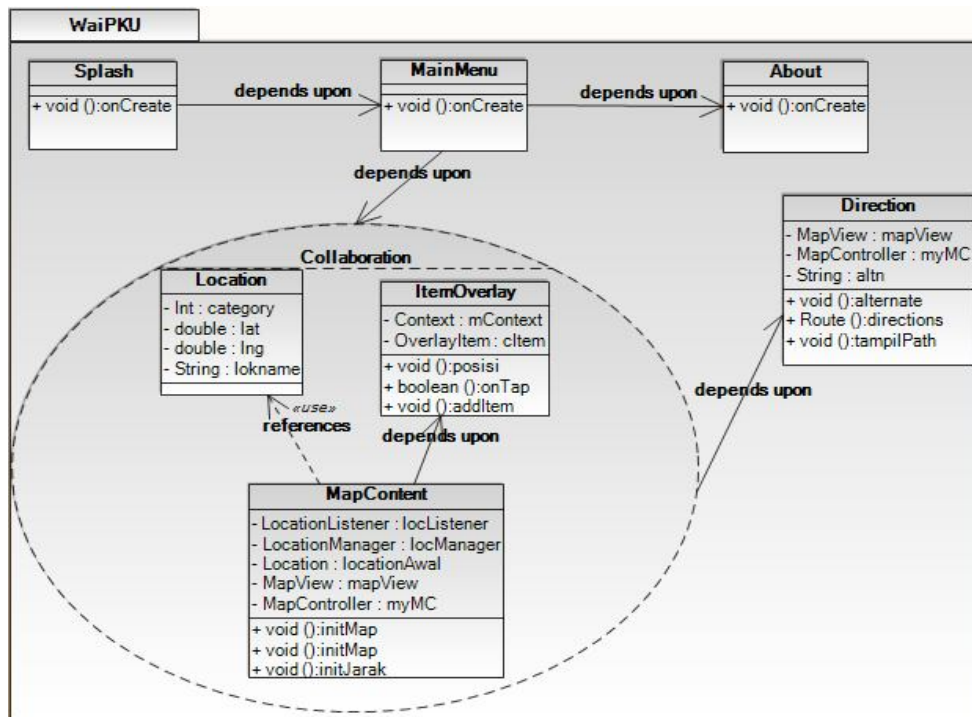 WaiPKU
Splash
+ void ():onCreate
depends upon
MainMenu
+ void ():onCreate
depends upon
About
+ void ():onCreate
depends upon
Collaboration
Location
- Int : category
- double : lat
- double : lng
- String : lokname
ItemOverlay
- Context : mContext
- OverlayItem : cItem
+ void ():posisi
+ boolean ():onTap
+ void ():addItem
Direction
- MapView : mapView
- MapController : myMC
- String : altn
+ void ():alternate
+ Route ():directions
+ void ():tampilPath
depends upon
«use»
references
depends upon
MapContent
- LocationListener : locListener
- LocationManager : locManager
- Location : locationAwal
- MapView : mapView
- MapController : myMC
+ void ():initMap
+ void ():initMap
+ void ():initJarak